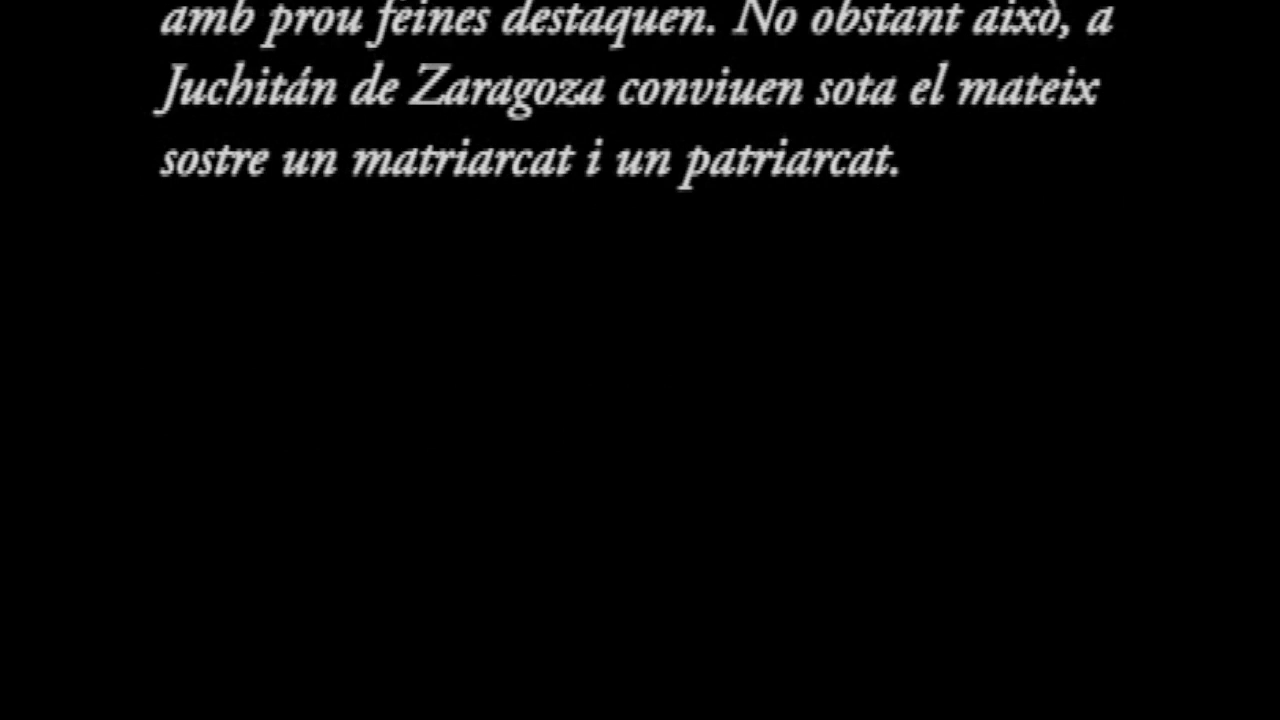 amb prou feines destaquen. No obstant això, a
Juchitán de Zaragoza conviuen sota el mateix
sostre un matriarcat i un patriarcat.